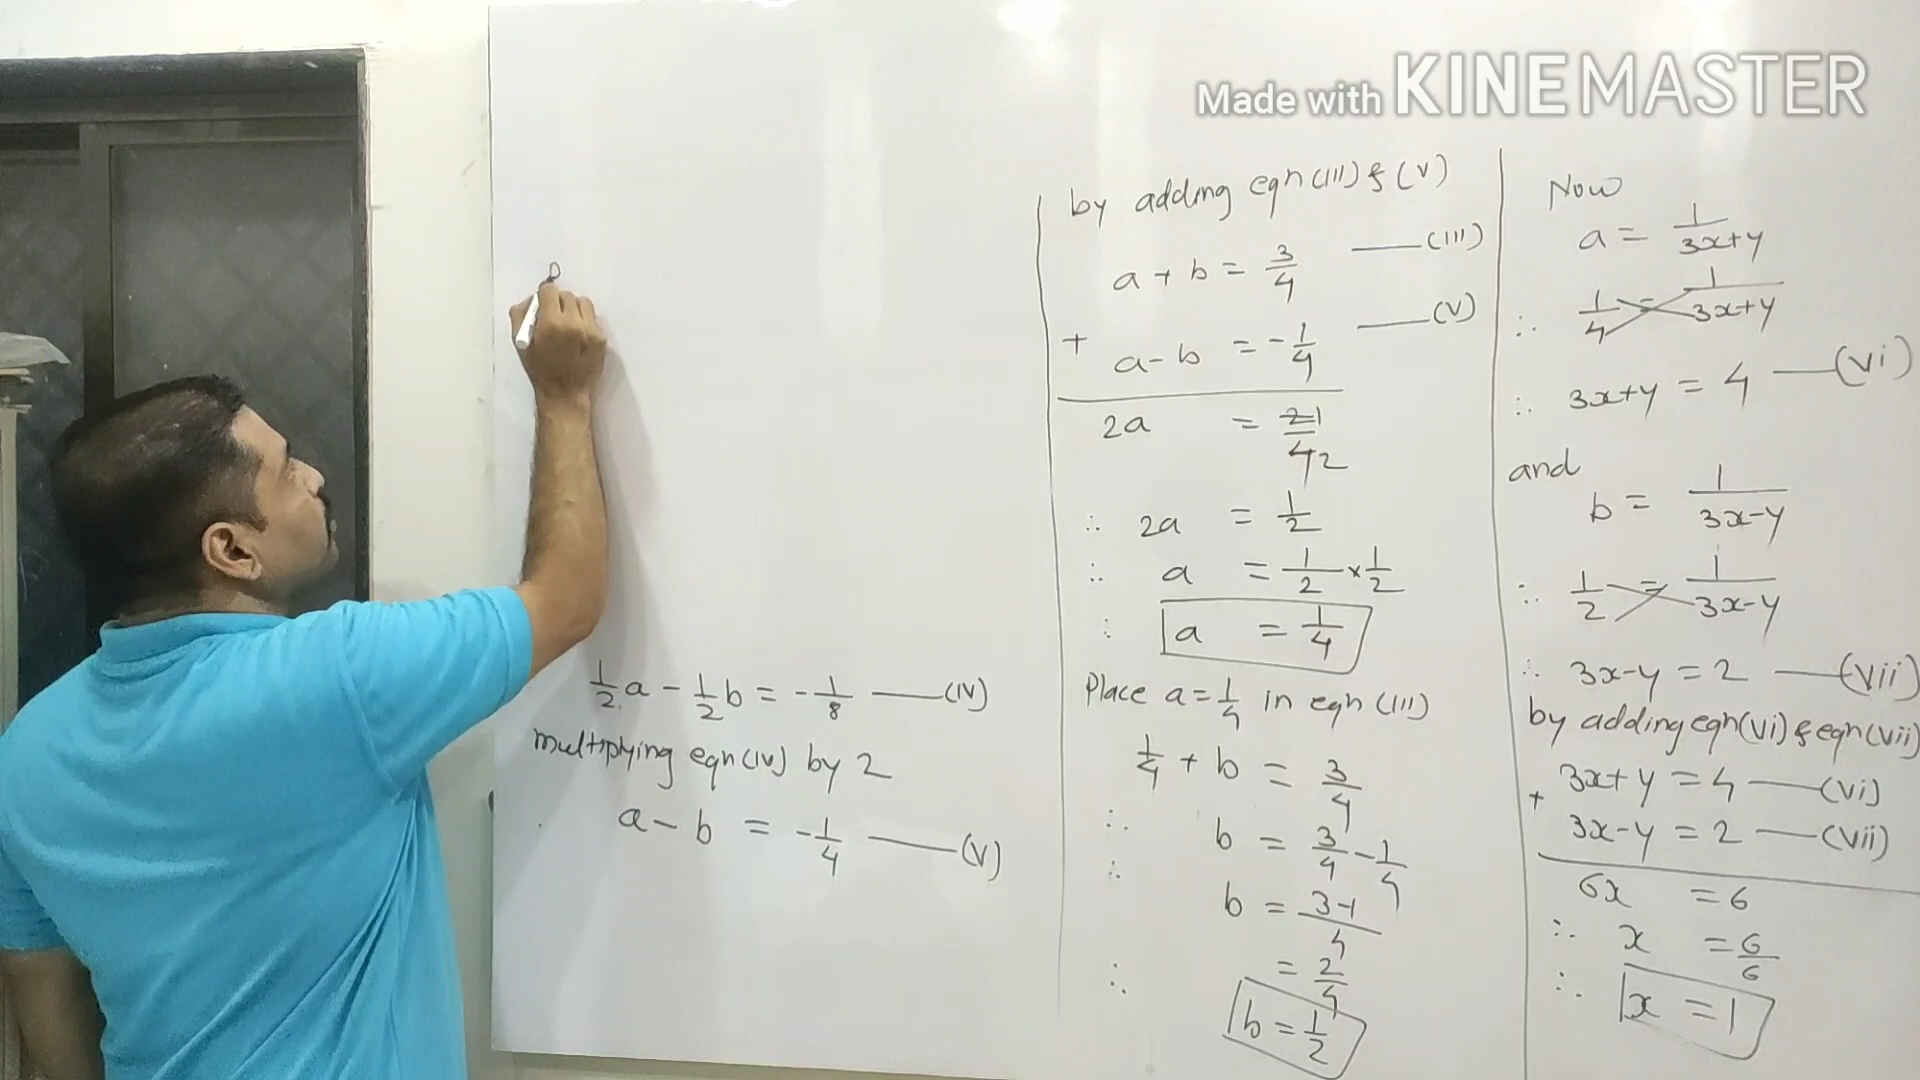 Made with KINEMASTER
P
1/2 a - 1/2 b = - 1/8 —— (IV)
multiplying eqn (IV) by 2
a - b = - 1/4 —— (V)
by adding eqn (III) & (V)
a + b = 3/4 —— (III)
+ a - b = - 1/4 —— (V)
2a = 2/4 1 2
∴ 2a = 1/2
∴ a = 1/2 × 1/2
∴ a = 1/4
Place a = 1/4 in eqn (III)
1/4 + b = 3/4
∴ b = 3/4 - 1/4
∴ b = 3-1/4
= 2/4
∴ b = 1/2
Now
a = 1/3x+y
∴ 1/4 = 1/3x+y
∴ 3x+y = 4 —— (vi)
and
b = 1/3x-y
∴ 1/2 = 1/3x-y
∴ 3x-y = 2 —— (vii)
by adding eqn (vi) & eqn (vii)
3x+y = 4 —— (vi)
+ 3x-y = 2 —— (vii)
6x = 6
∴ x = 6/6
∴ x = 1